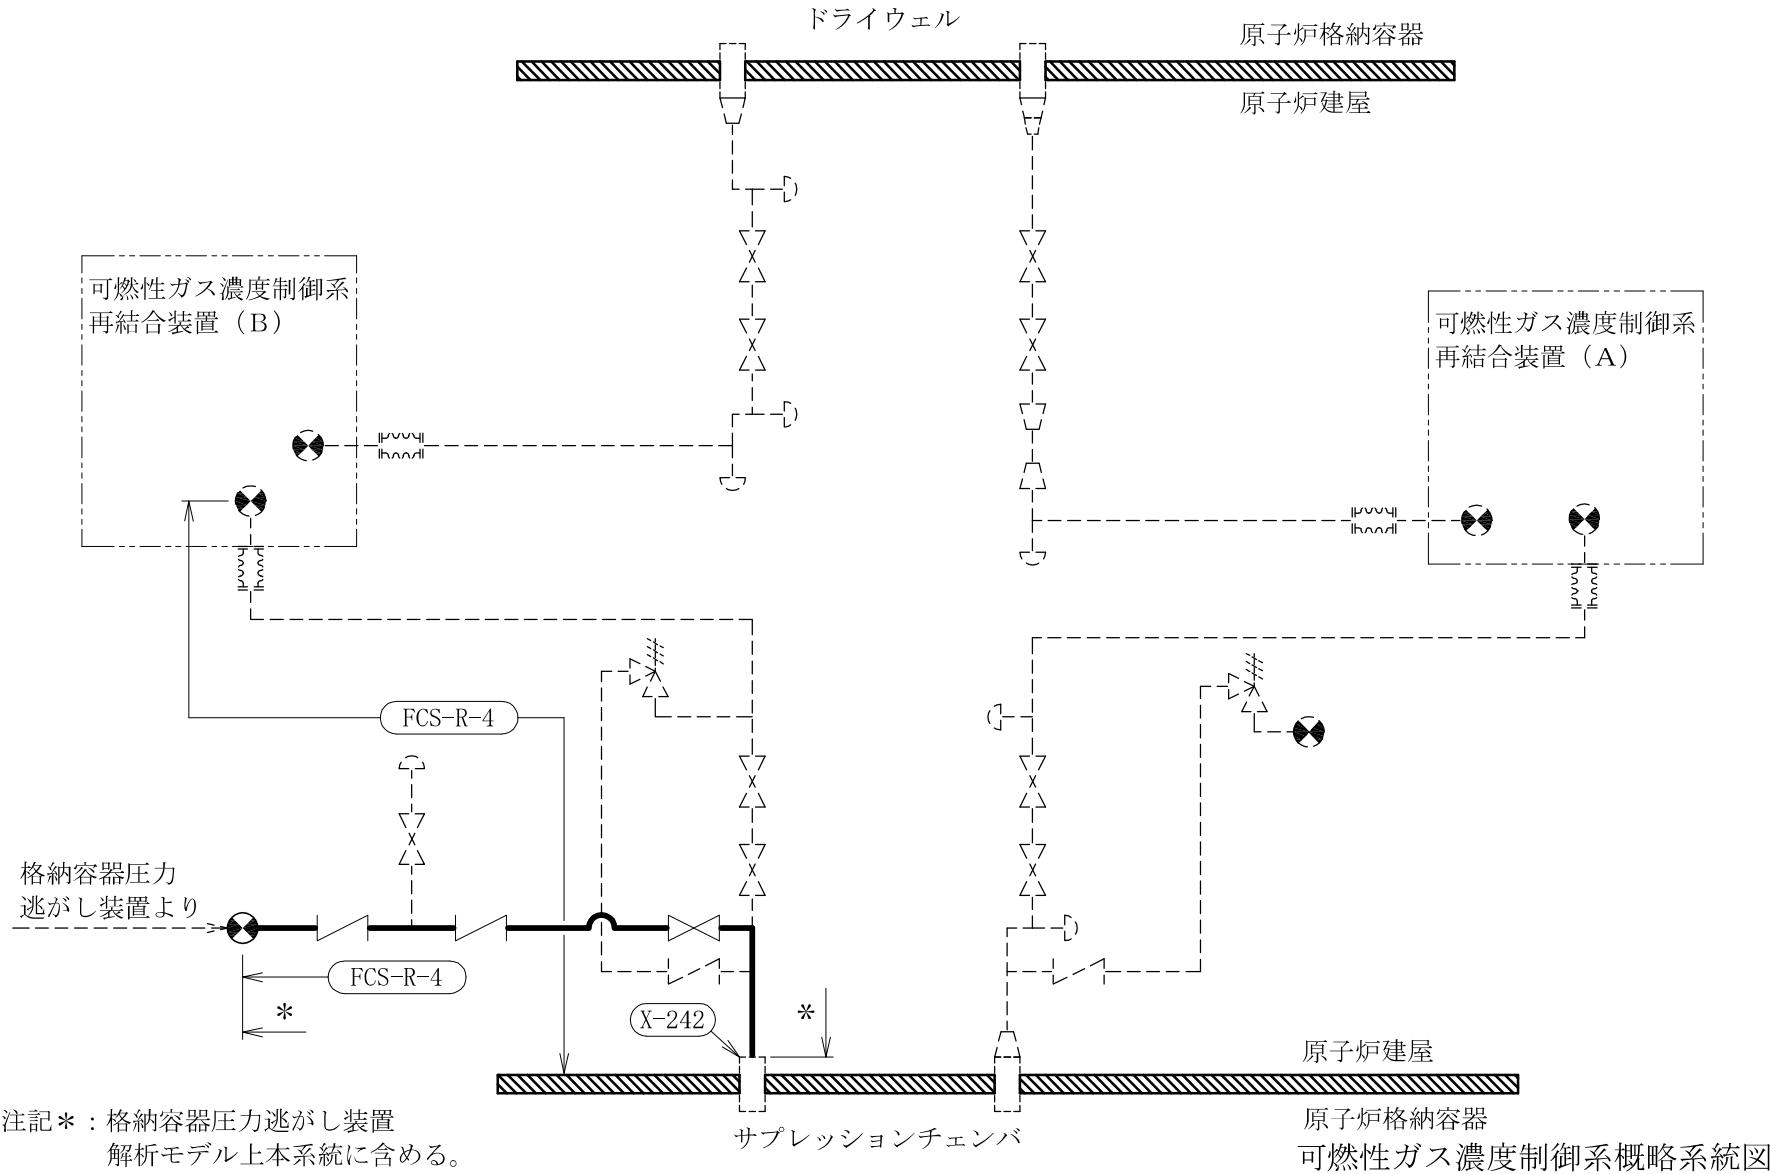 ドライウェル
原子炉格納容器
原子炉建屋
可燃性ガス濃度制御系
再結合装置（B）
可燃性ガス濃度制御系
再結合装置（A）
FCS-R-4
格納容器圧力
逃がし装置より
FCS-R-4
*
X-242
*
原子炉建屋
原子炉格納容器
サプレッションチェンバ
注記*：格納容器圧力逃がし装置
解析モデル上本系統に含める。
可燃性ガス濃度制御系概略系統図